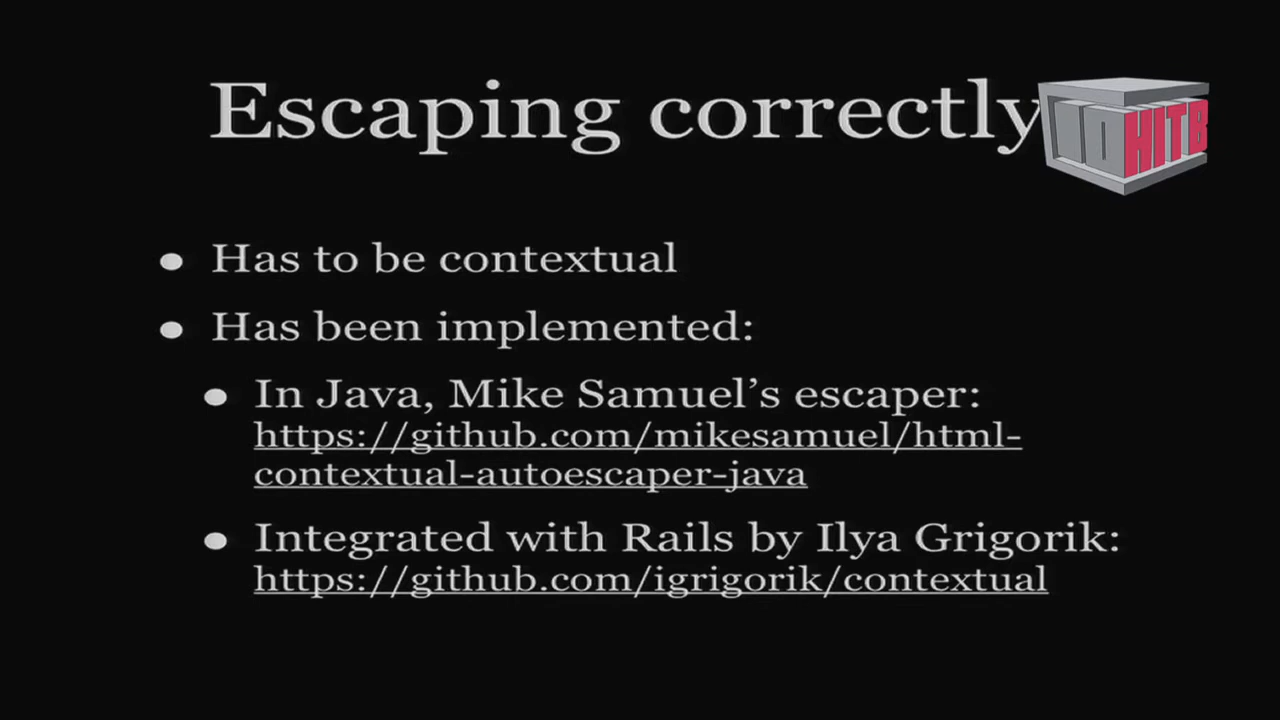 Escaping correctly
10 HITB
• Has to be contextual
• Has been implemented:
• In Java, Mike Samuel’s escaper:
https://github.com/mikesamuel/html-
contextual-autoescaper-java
• Integrated with Rails by Ilya Grigorik:
https://github.com/igrigorik/contextual